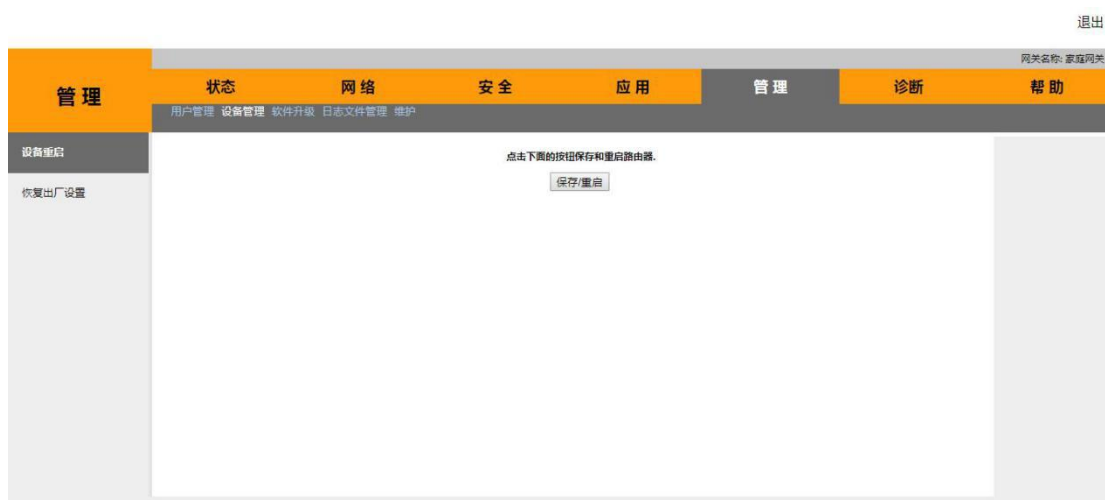 退出
网关名称: 家庭网关
管理
状态 网络 安全 应用 管理 诊断 帮助
用户管理 设备管理 软件升级 日志文件管理 维护
设备重启
点击下面的按钮保存和重启路由器.
保存/重启
恢复出厂设置